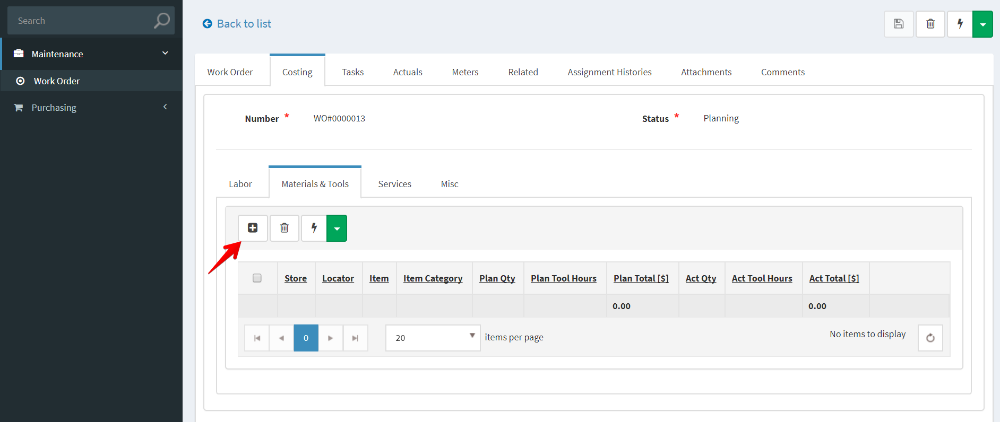 Search
Maintenance
Work Order
Purchasing
Back to list
Work Order Costing Tasks Actuals Meters Related Assignment Histories Attachments Comments
Number * WO#0000013 Status * Planning
Labor Materials & Tools Services Misc
Store Locator Item Item Category Plan Qty Plan Tool Hours Plan Total [$] Act Qty Act Tool Hours Act Total [$]
0.00 0.00
0 20 items per page No items to display